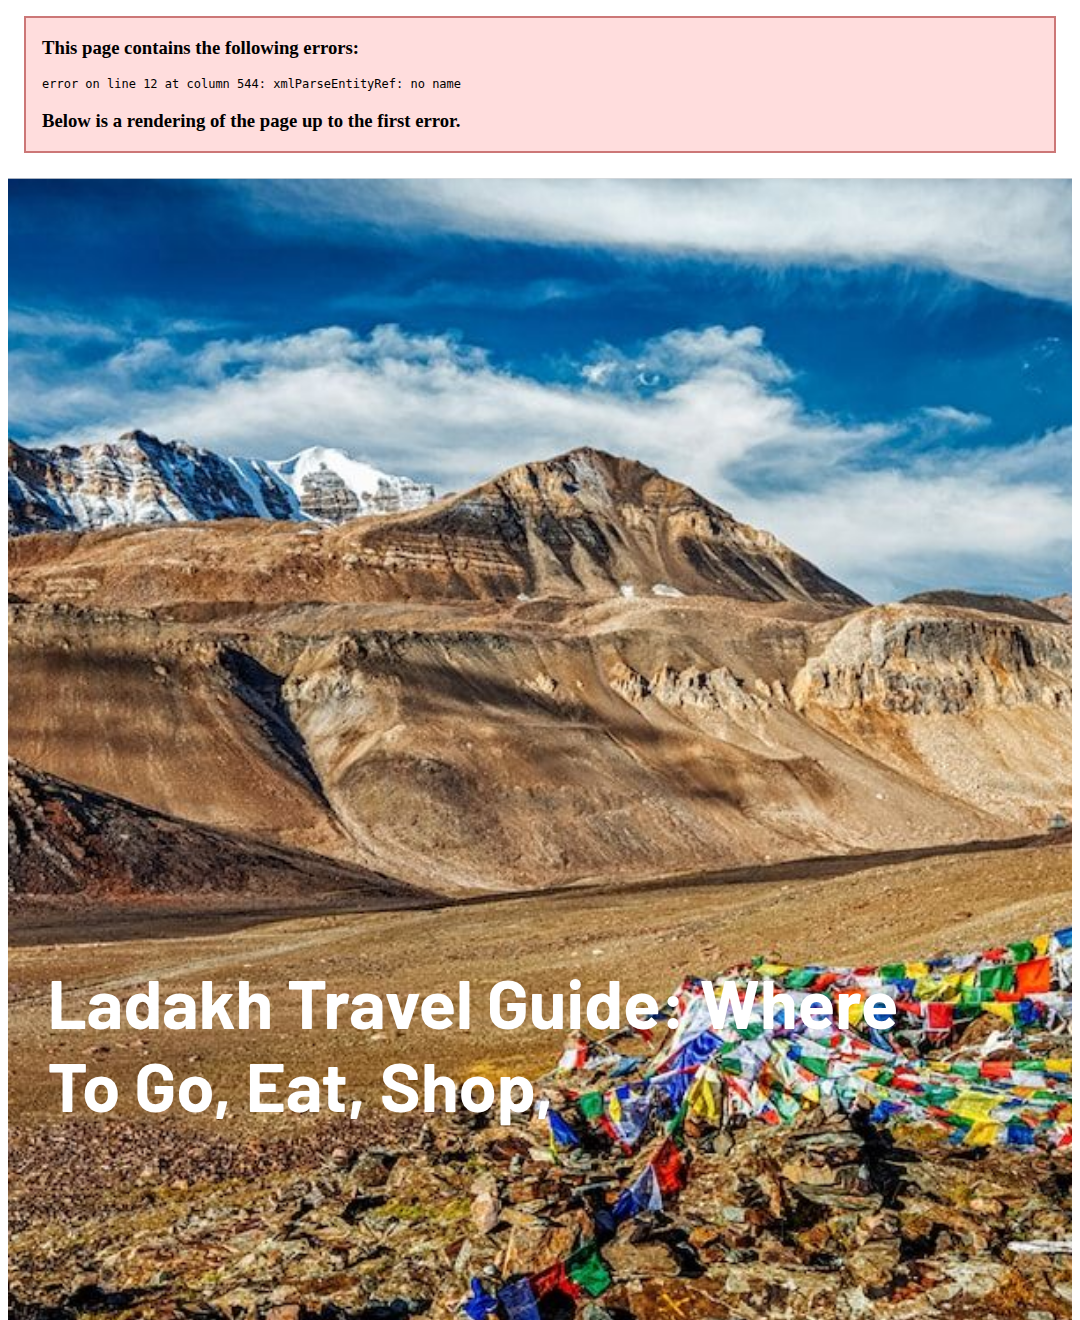 This page contains the following errors:
error on line 12 at column 544: xmlParseEntityRef: no name
Below is a rendering of the page up to the first error.
Ladakh Travel Guide: Where
To Go, Eat, Shop,